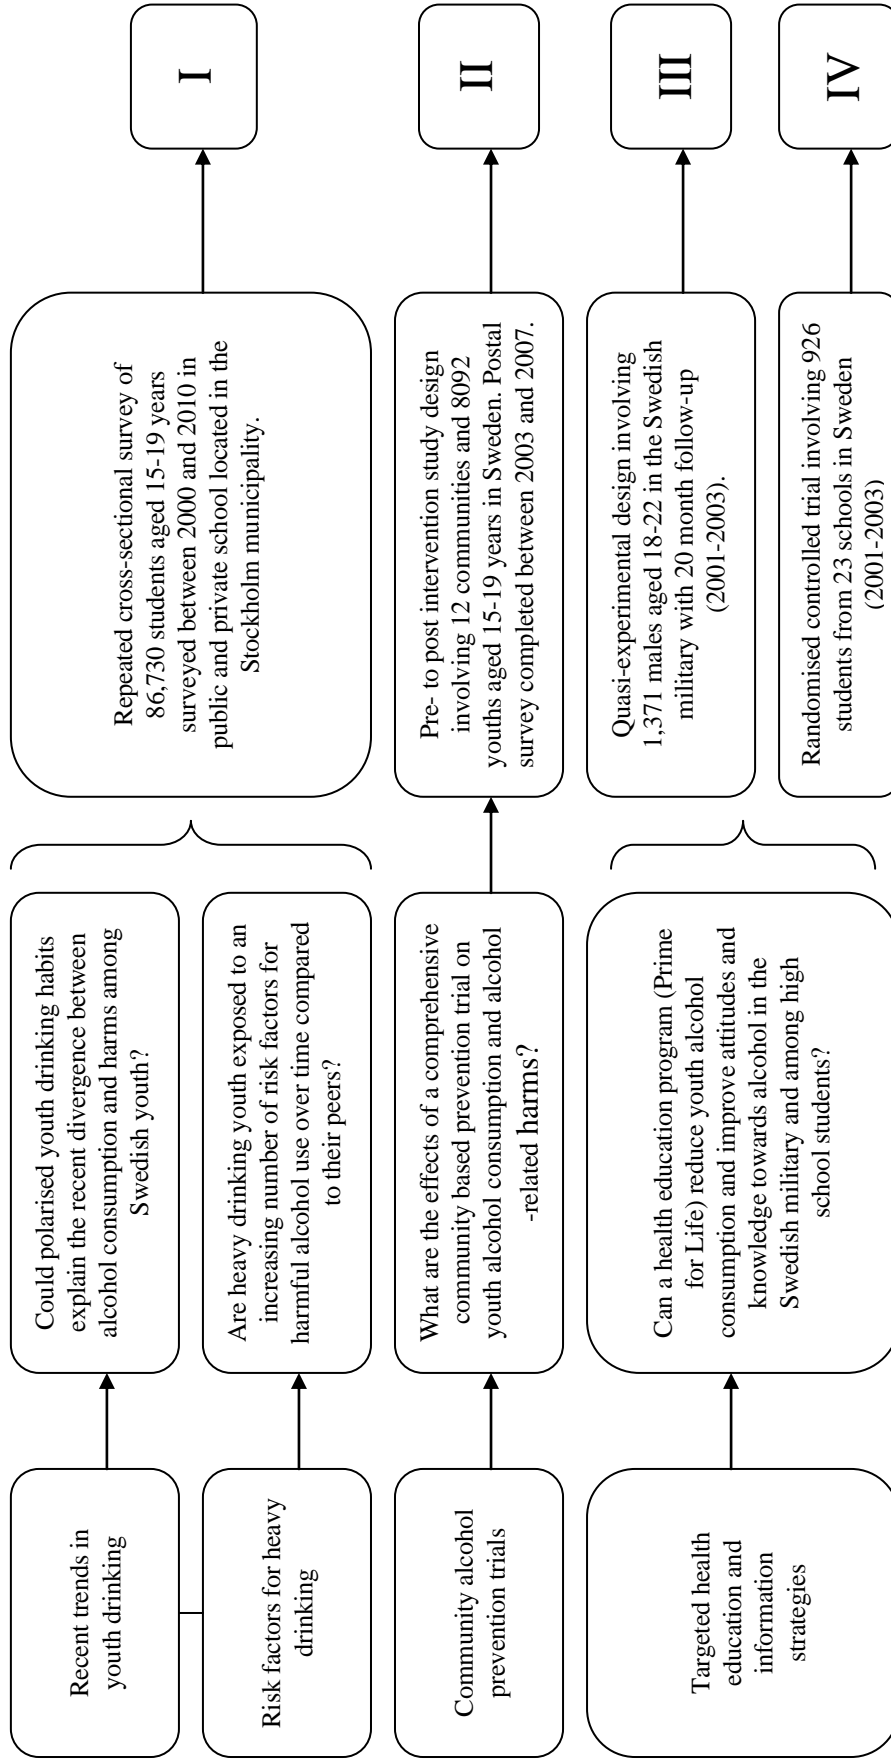 Recent trends in
youth drinking
Could polarised youth drinking habits
explain the recent divergence between
alcohol consumption and harms among
Swedish youth?
Risk factors for heavy
drinking
Are heavy drinking youth exposed to an
increasing number of risk factors for
harmful alcohol use over time compared
to their peers?
Repeated cross-sectional survey of
86,730 students aged 15-19 years
surveyed between 2000 and 2010 in
public and private school located in the
Stockholm municipality.
I
Community alcohol
prevention trials
What are the effects of a comprehensive
community based prevention trial on
youth alcohol consumption and alcohol
-related harms?
Pre- to post intervention study design
involving 12 communities and 8092
youths aged 15-19 years in Sweden. Postal
survey completed between 2003 and 2007.
II
Targeted health
education and
information
strategies
Can a health education program (Prime
for Life) reduce youth alcohol
consumption and improve attitudes and
knowledge towards alcohol in the
Swedish military and among high
school students?
Quasi-experimental design involving
1,371 males aged 18-22 in the Swedish
military with 20 month follow-up
(2001-2003).
III
Randomised controlled trial involving 926
students from 23 schools in Sweden
(2001-2003)
IV